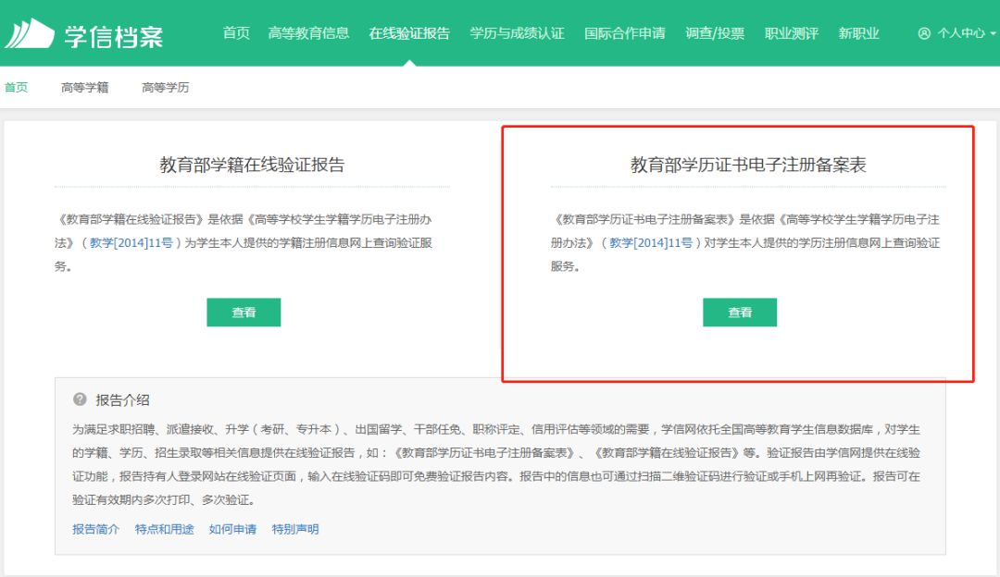 学信档案
首页 高等教育信息 在线验证报告 学历与成绩认证 国际合作申请 调查/投票 职业测评 新职业 个人中心
首页 高等学籍 高等学历
教育部学籍在线验证报告
《教育部学籍在线验证报告》是依据《高等学校学生学籍学历电子注册办
法》（教学[2014]11号）为学生本人提供的学籍注册信息网上查询验证服
务。
查看
教育部学历证书电子注册备案表
《教育部学历证书电子注册备案表》是依据《高等学校学生学籍学历电子注
册办法》（教学[2014]11号）对学生本人提供的学历注册信息网上查询验证
服务。
查看
? 报告介绍
为满足求职招聘、派遣接收、升学（考研、专升本）、出国留学、干部任免、职称评定、信用评估等领域的需要，学信网依托全国高等教育学生信息数据库，对学生
的学籍、学历、招生录取等相关信息提供在线验证报告，如：《教育部学历证书电子注册备案表》、《教育部学籍在线验证报告》等。验证报告由学信网提供在线验
证功能，报告持有人登录网站在线验证页面，输入在线验证码即可免费验证报告内容。报告中的信息也可通过扫描二维验证码进行验证或手机上网再验证。报告可在
验证有效期内多次打印、多次验证。
报告简介 特点和用途 如何申请 特别声明